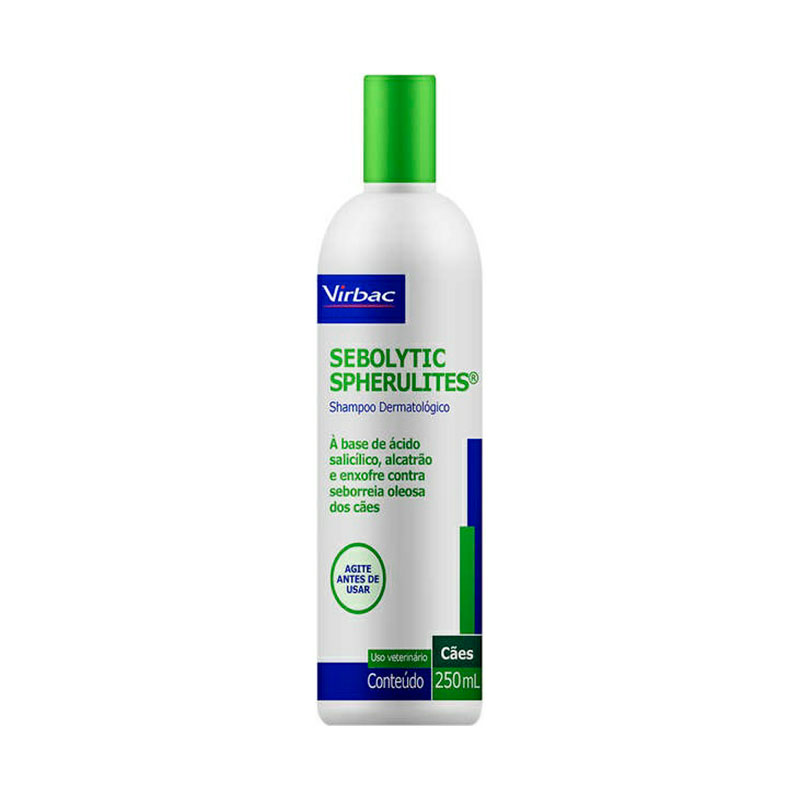 Virbac
SEBOLYTIC
SPHERULITES®
Shampoo Dermatológico
À base de ácido
salicílico, alcatrão
e enxofre contra
seborreia oleosa
dos cães
AGITE
ANTES DE
USAR
Uso veterinário
Cães
Conteúdo
250mL